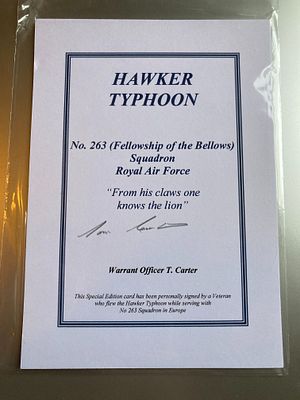 HAWKER
TYPHOON
No. 263 (Fellowship of the Bellows)
Squadron
Royal Air Force
"From his claws one
knows the lion"
Warrant Officer T. Carter
This Special Edition card has been personally signed by a Veteran
who flew the Hawker Typhoon while serving with
No 263 Squadron in Europe